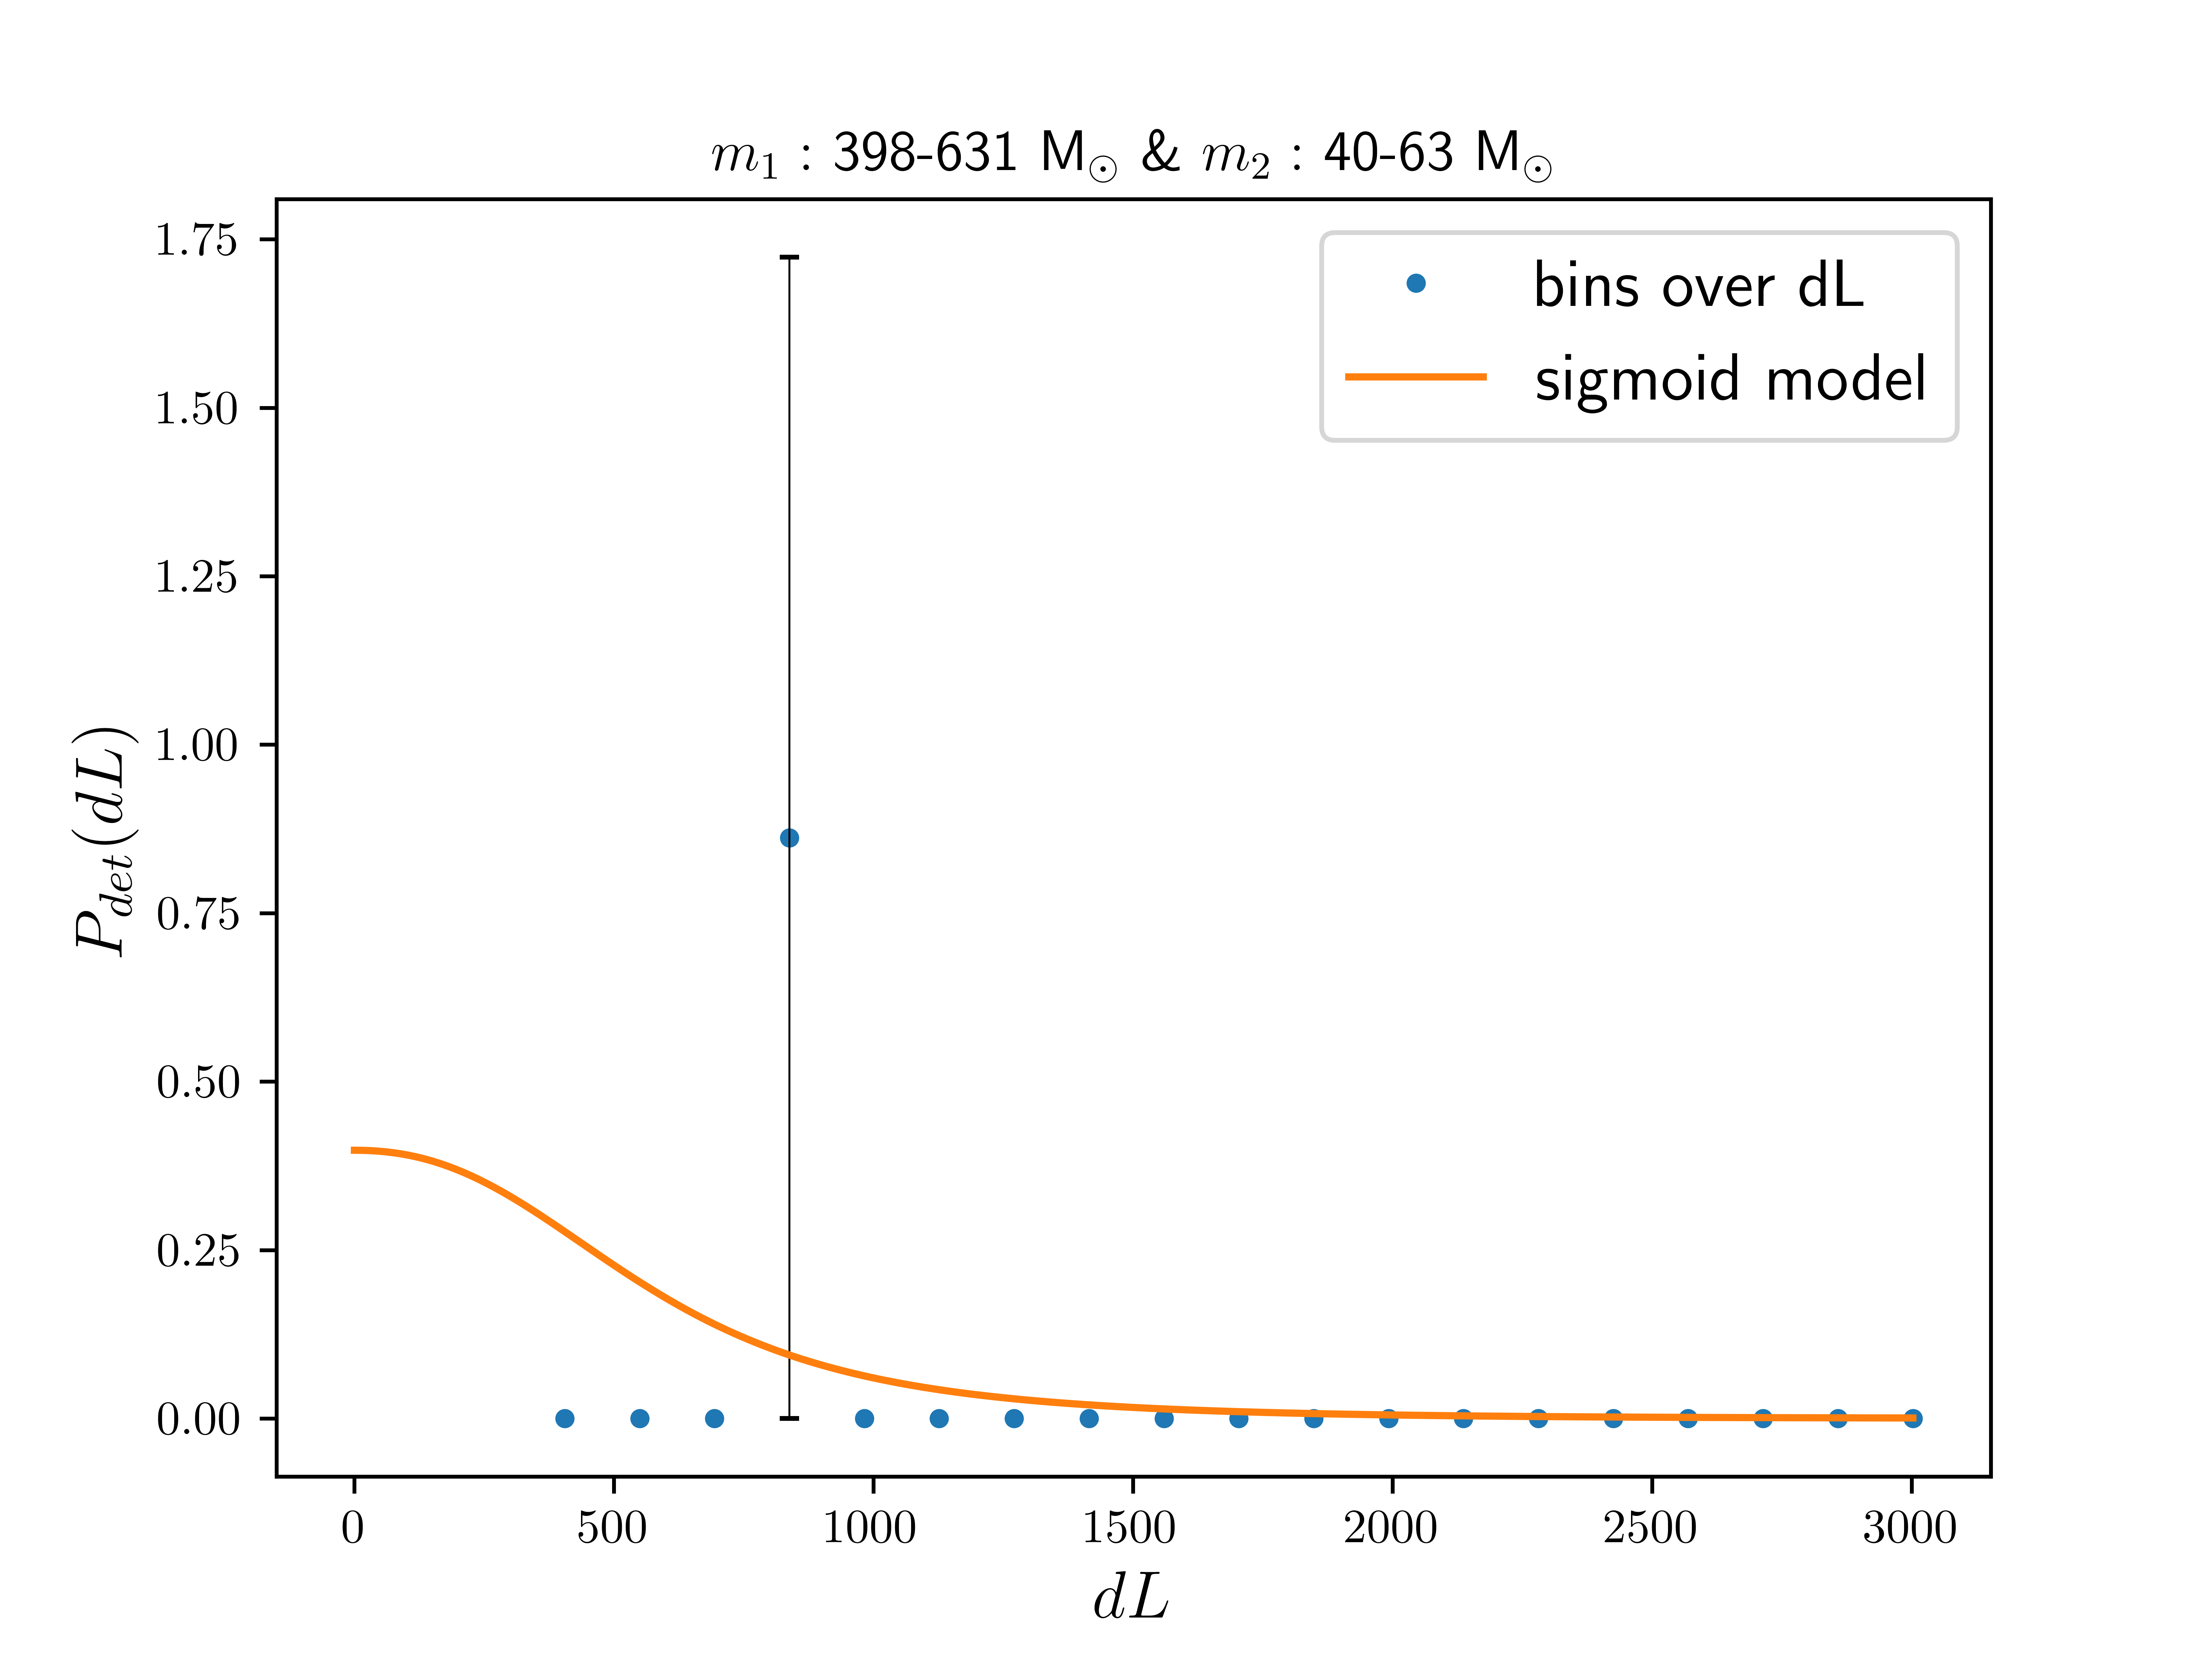 m₁ : 398-631 M⊙ & m₂ : 40-63 M⊙
bins over dL
sigmoid model
P_det(dL)
1.75
1.50
1.25
1.00
0.75
0.50
0.25
0.00
0 500 1000 1500 2000 2500 3000
dL